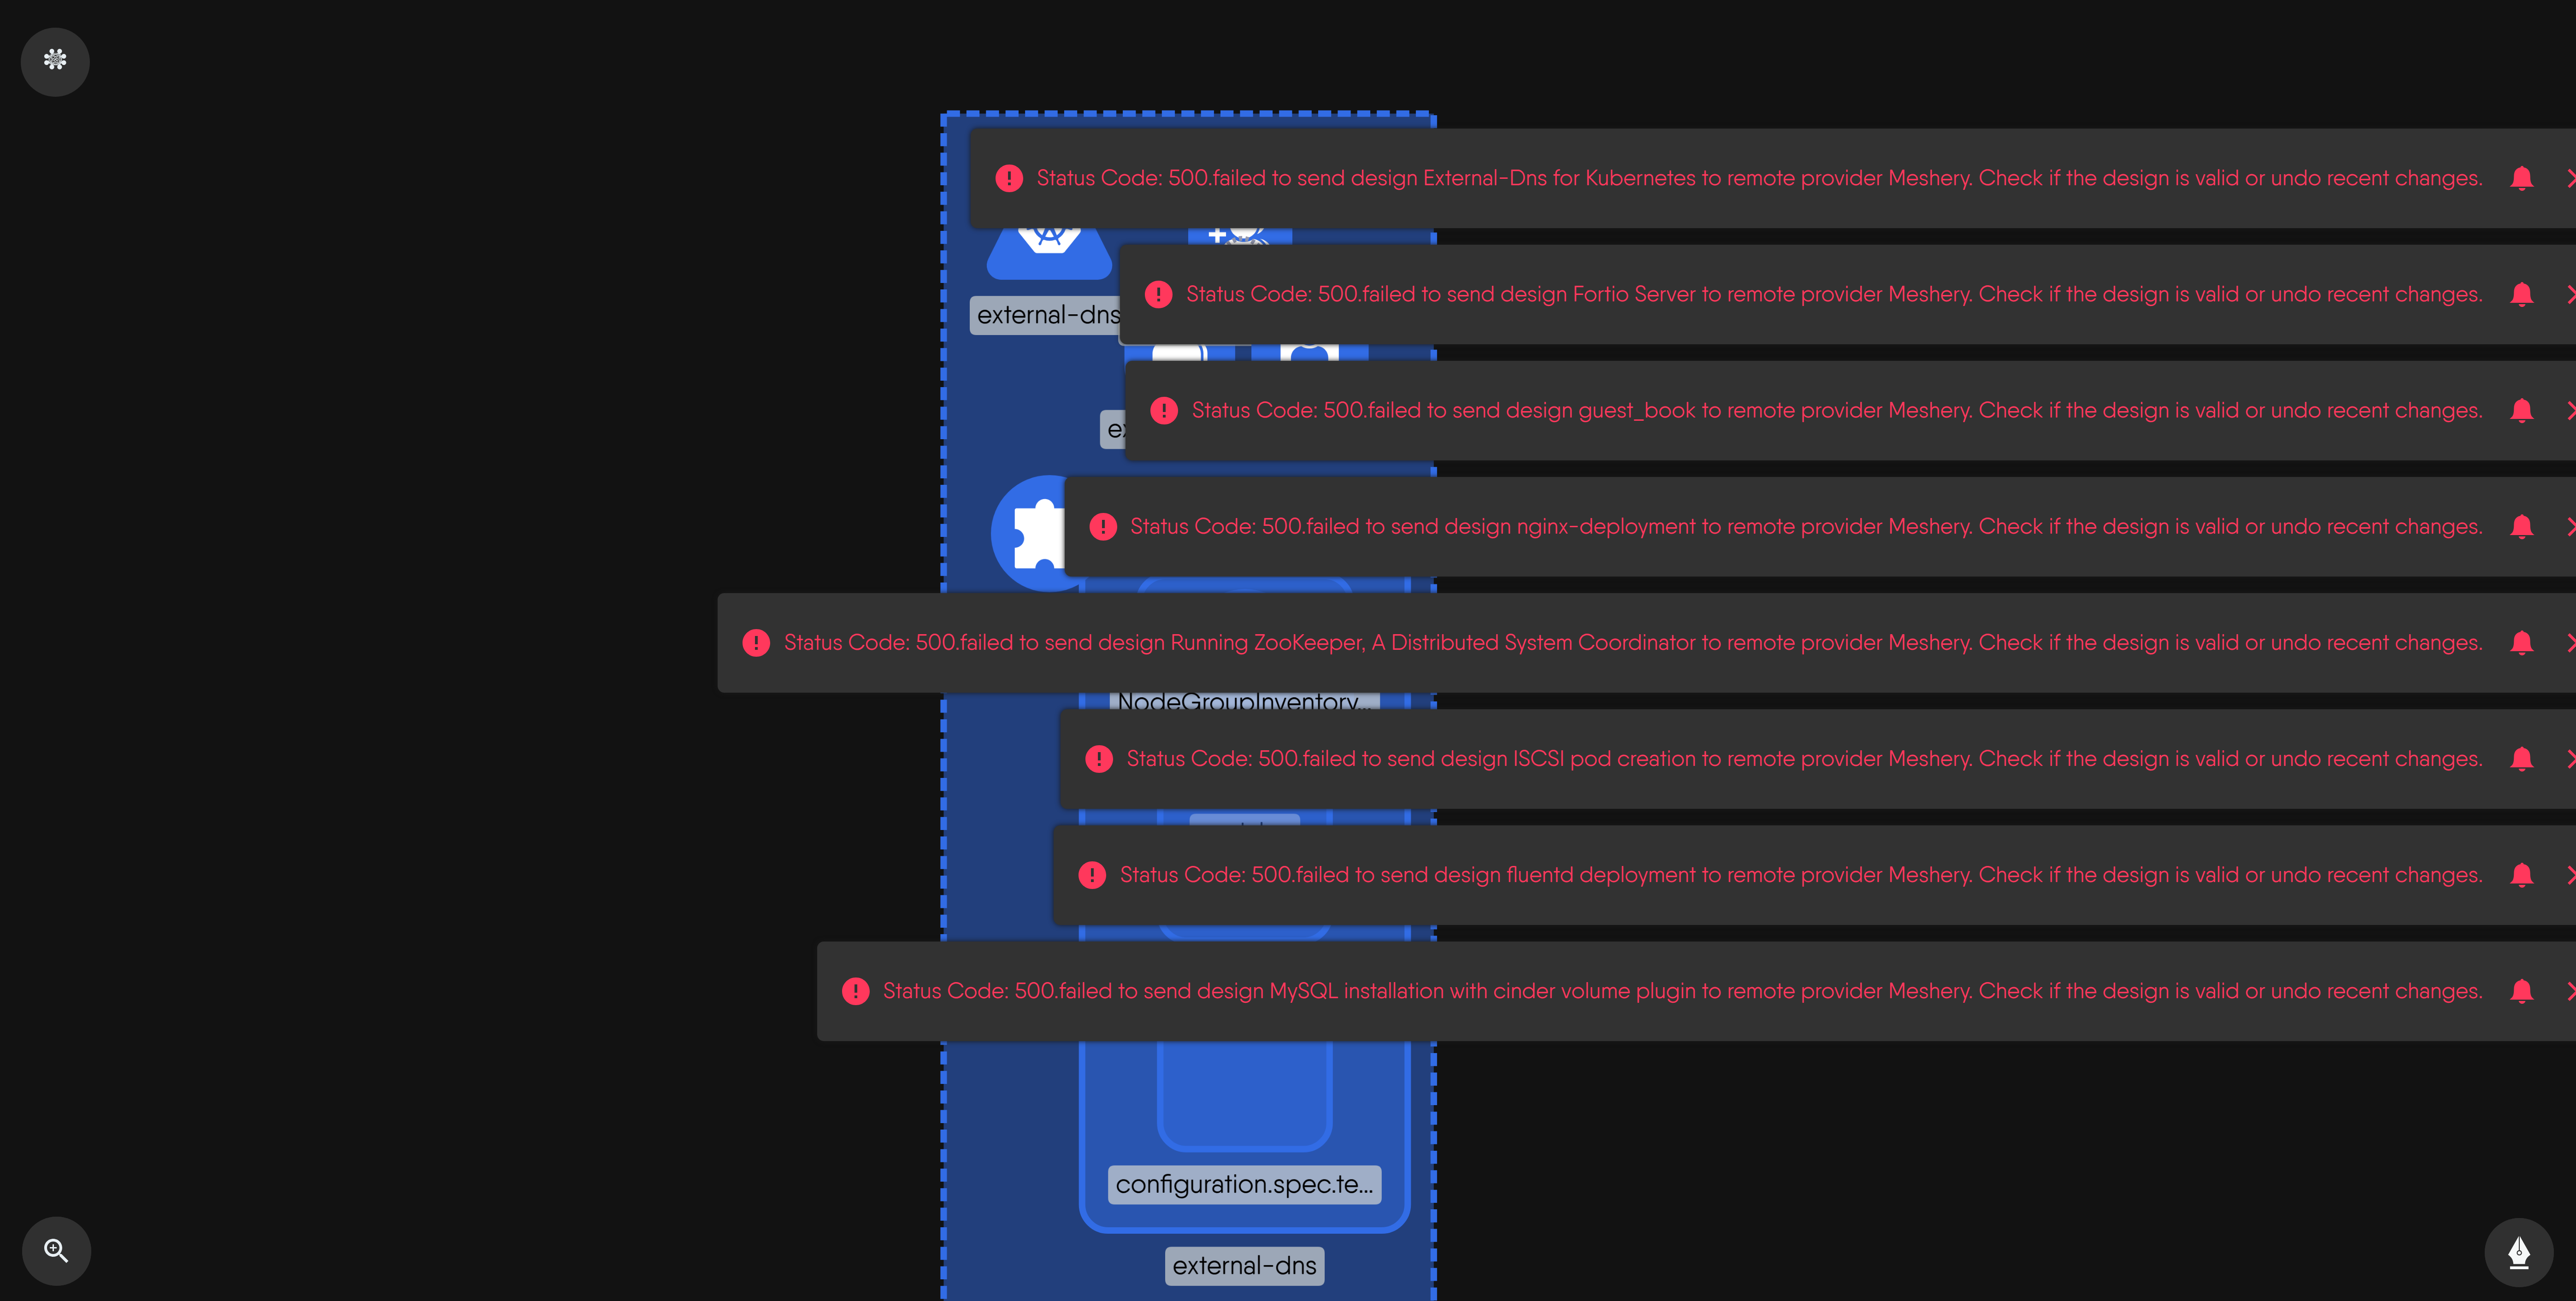 Status Code: 500.failed to send design External-Dns for Kubernetes to remote provider Meshery. Check if the design is valid or undo recent changes.
Status Code: 500.failed to send design Fortio Server to remote provider Meshery. Check if the design is valid or undo recent changes.
external-dns
Status Code: 500.failed to send design guest_book to remote provider Meshery. Check if the design is valid or undo recent changes.
ex
Status Code: 500.failed to send design nginx-deployment to remote provider Meshery. Check if the design is valid or undo recent changes.
Status Code: 500.failed to send design Running ZooKeeper, A Distributed System Coordinator to remote provider Meshery. Check if the design is valid or undo recent changes.
NodeGroupInventory...
Status Code: 500.failed to send design ISCSI pod creation to remote provider Meshery. Check if the design is valid or undo recent changes.
Status Code: 500.failed to send design fluentd deployment to remote provider Meshery. Check if the design is valid or undo recent changes.
Status Code: 500.failed to send design MySQL installation with cinder volume plugin to remote provider Meshery. Check if the design is valid or undo recent changes.
configuration.spec.te...
external-dns